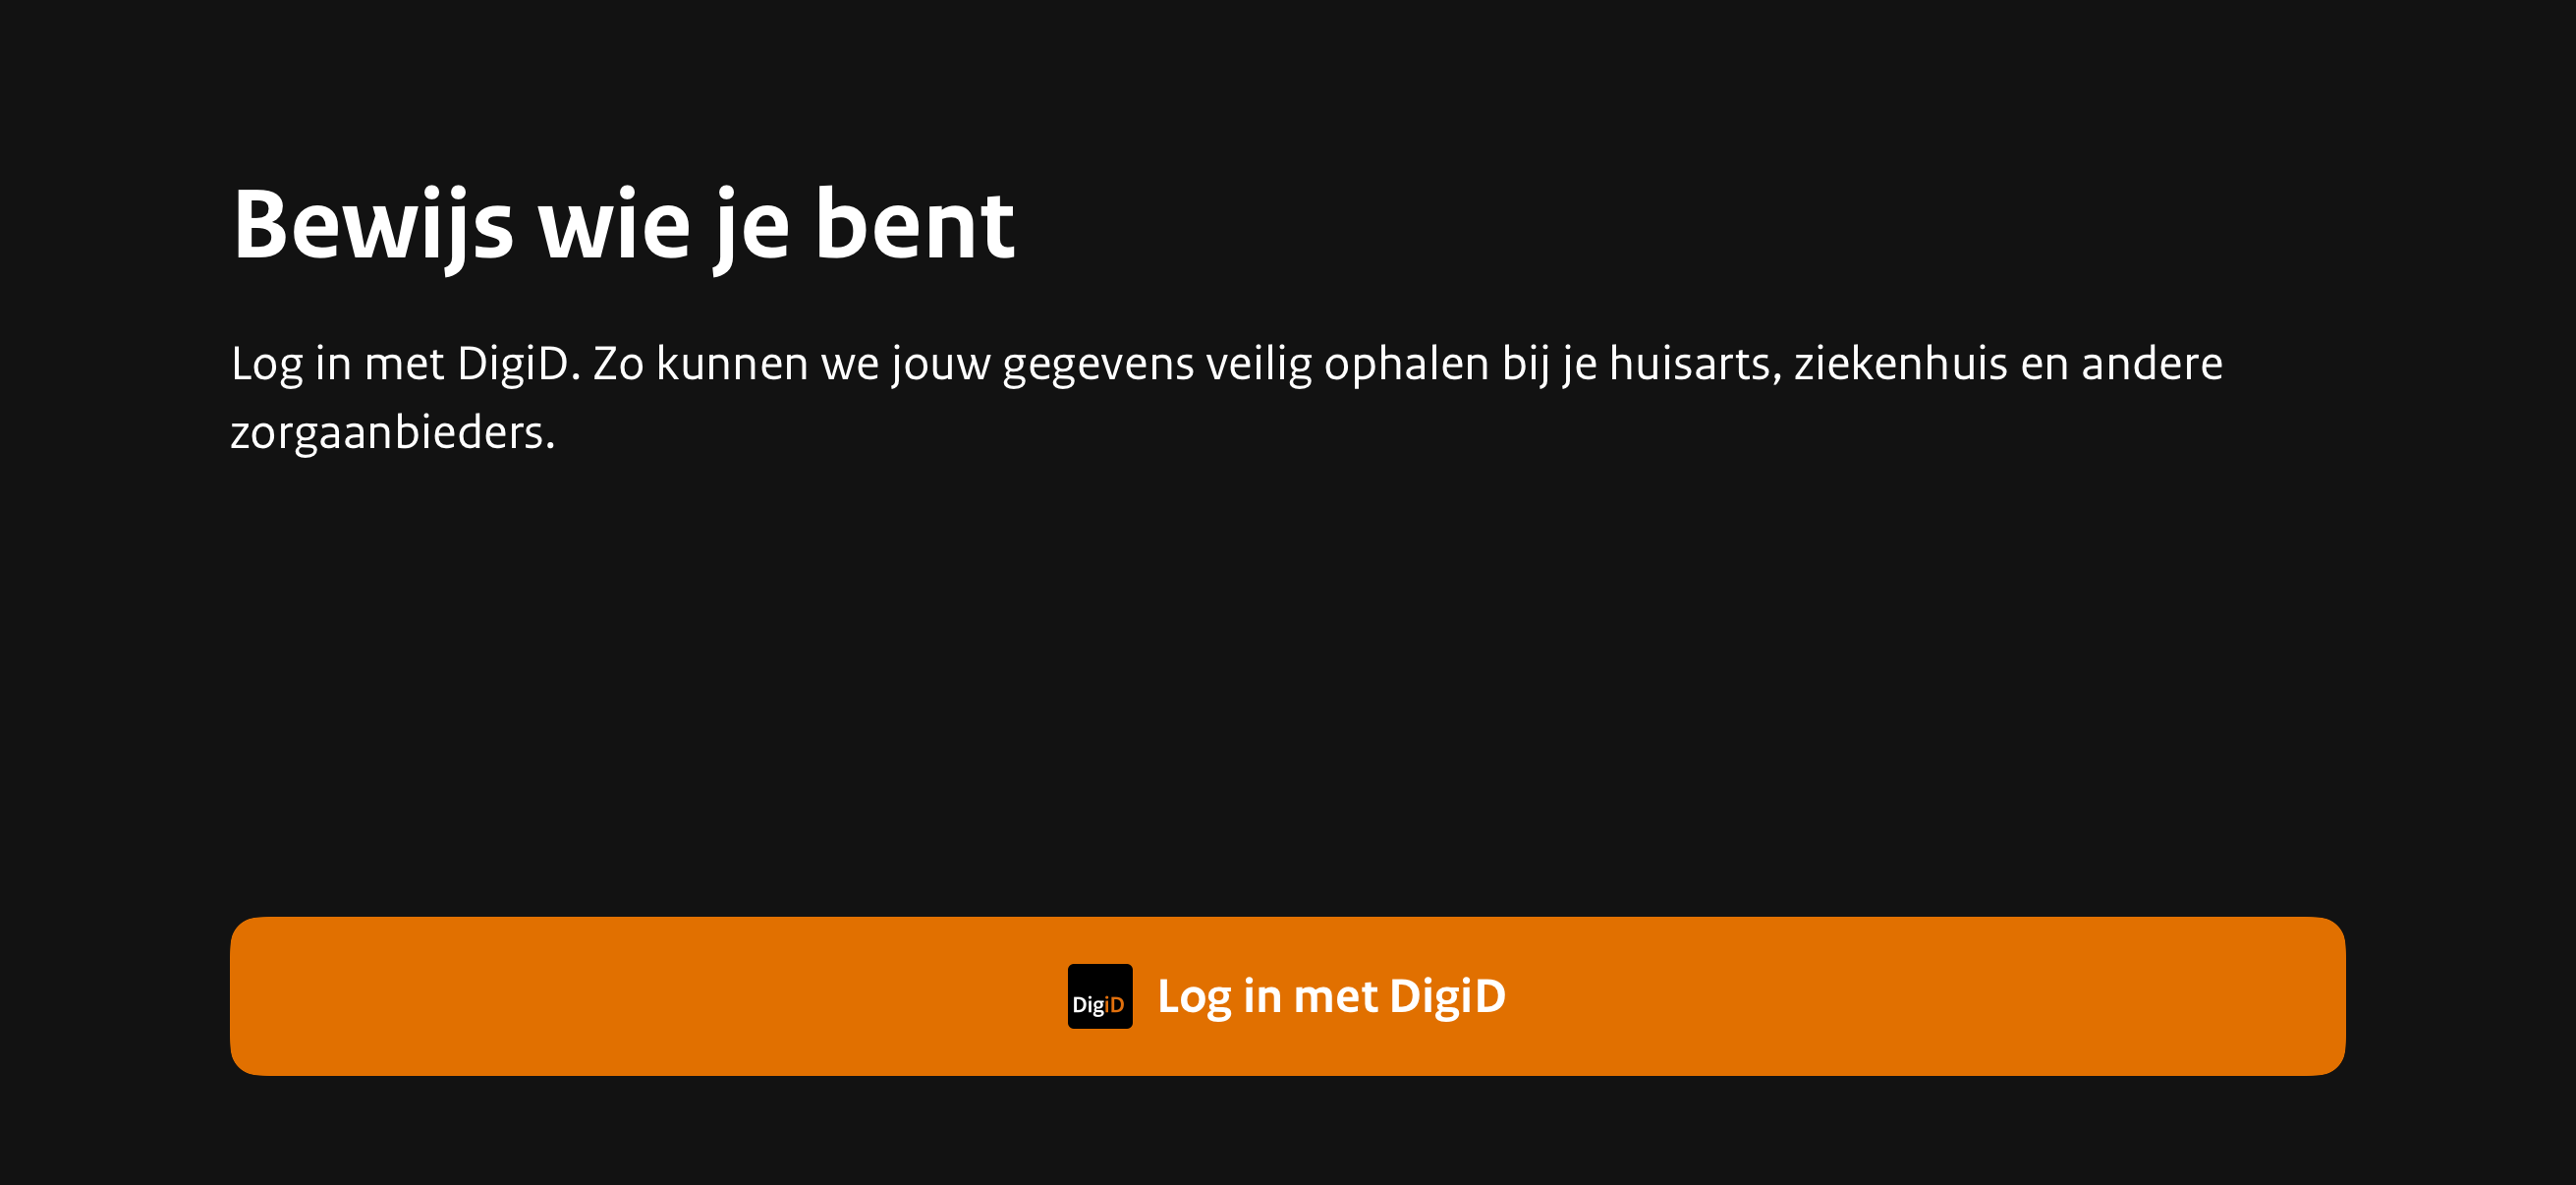 Bewijs wie je bent
Log in met DigiD. Zo kunnen we jouw gegevens veilig ophalen bij je huisarts, ziekenhuis en andere
zorgaanbieders.
DigiD Log in met DigiD